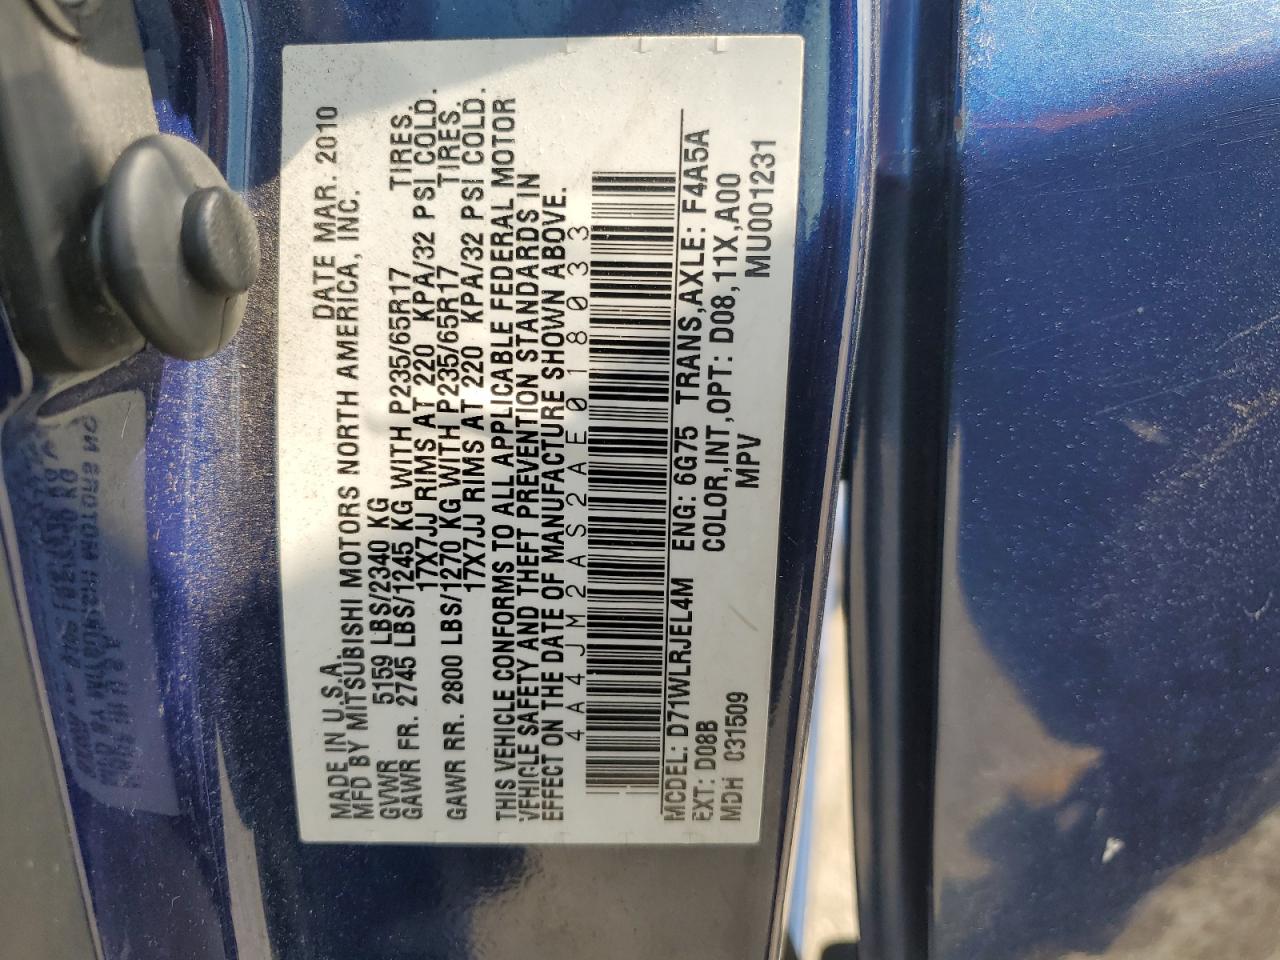 MADE IN U.S.A. DATE MAR. 2010
MFD BY MITSUBISHI MOTORS NORTH AMERICA, INC.
GVWR 5159 LBS/2340 KG
GAWR FR. 2745 LBS/1245 KG WITH P235/65R17 TIRES.
17X7JJ RIMS AT 220 KPA/32 PSI COLD.
GAWR RR. 2800 LBS/1270 KG WITH P235/65R17 TIRES.
17X7JJ RIMS AT 220 KPA/32 PSI COLD.
THIS VEHICLE CONFORMS TO ALL APPLICABLE FEDERAL MOTOR
VEHICLE SAFETY AND THEFT PREVENTION STANDARDS IN
EFFECT ON THE DATE OF MANUFACTURE SHOWN ABOVE.
4A4JM2AS2AE018033
MODEL: D71WLRJEL4M ENG: 6G75 TRANS,AXLE: F4A5A
EXT: D08B COLOR,INT,OPT: D08,11X,A00
MDH 031509 MPV MU001231